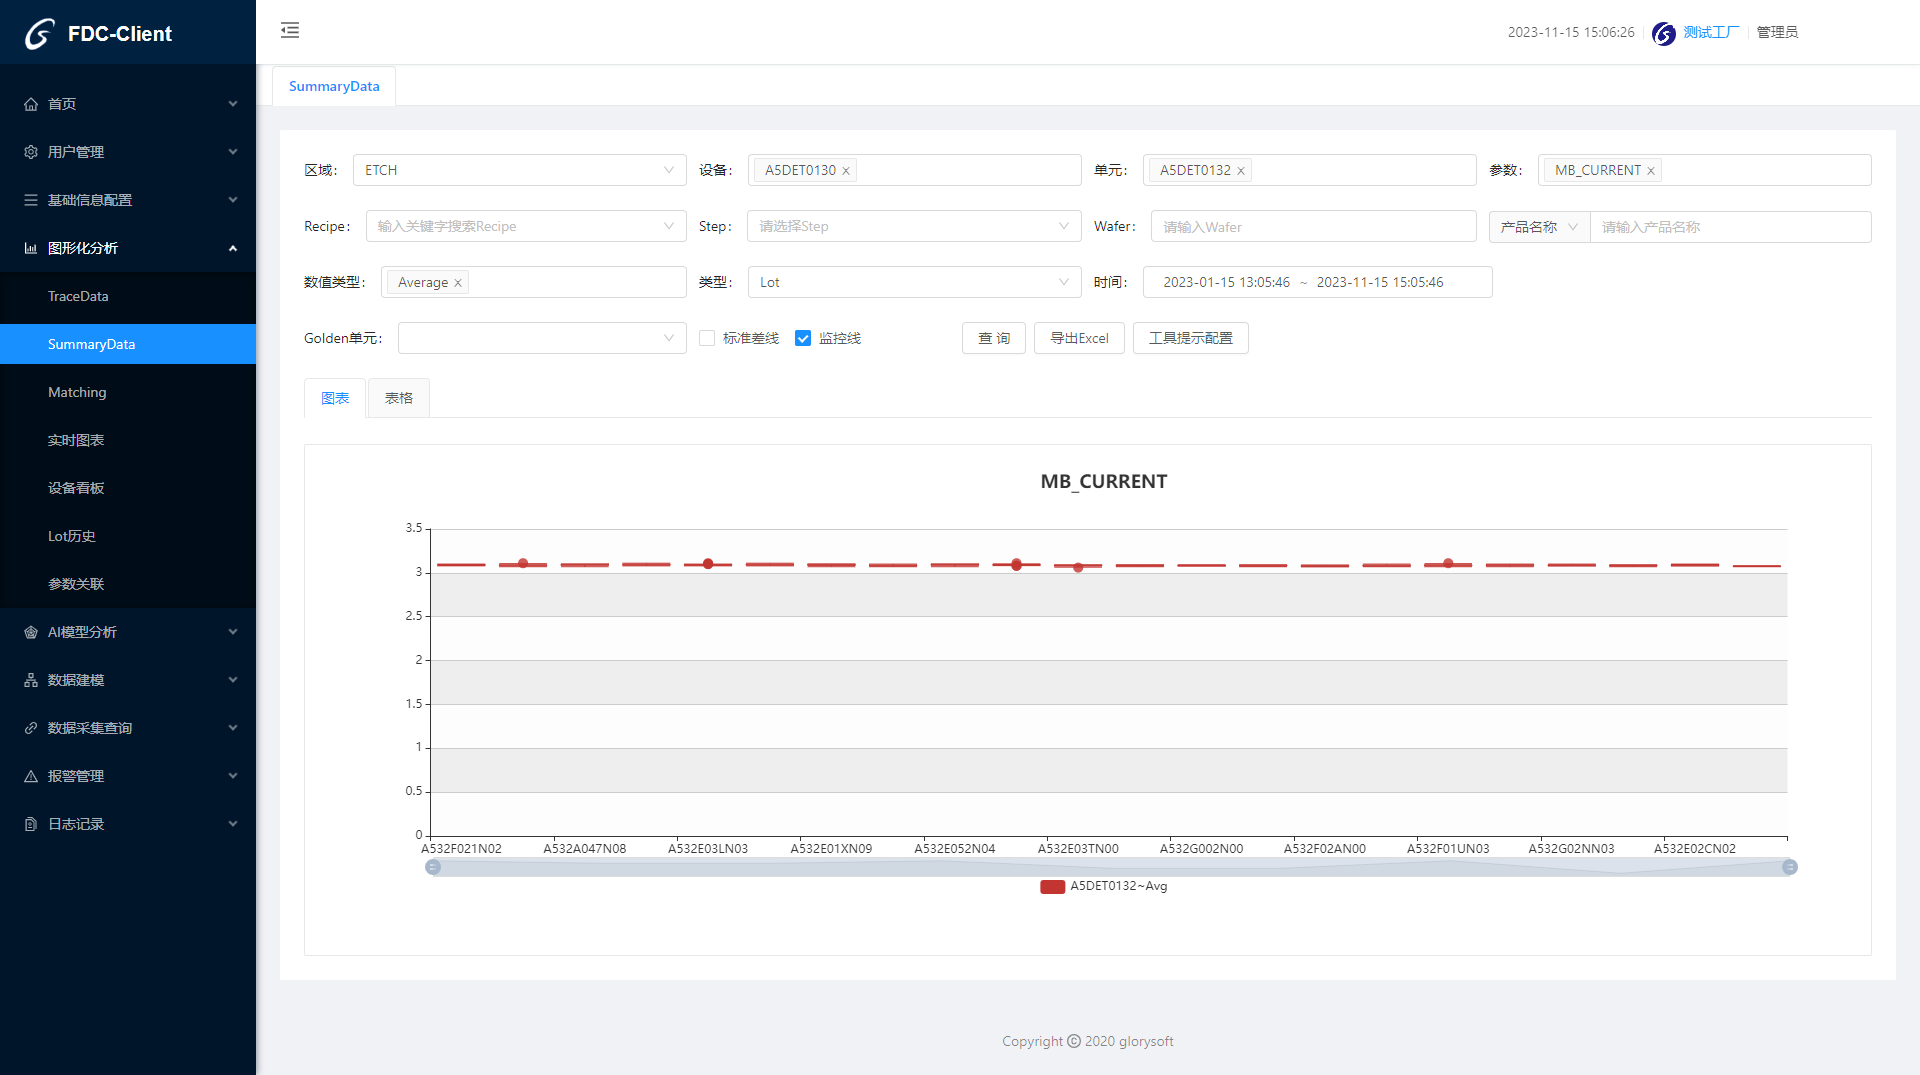 FDC-Client
2023-11-15 15:06:26 测试工厂 管理员
SummaryData
首页
用户管理
基础信息配置
图形化分析
TraceData
SummaryData
Matching
实时图表
设备看板
Lot历史
参数关联
AI模型分析
数据建模
数据采集查询
报警管理
日志记录
区域: ETCH 设备: A5DET0130 × 单元: A5DET0132 × 参数: MB_CURRENT ×
Recipe: 输入关键字搜索Recipe Step: 请选择Step Wafer: 请输入Wafer 产品名称 请输入产品名称
数值类型: Average × 类型: Lot 时间: 2023-01-15 13:05:46 ~ 2023-11-15 15:05:46
Golden单元: 标准差线 监控线 查 询 导出Excel 工具提示配置
图表 表格
MB_CURRENT
3.5
3
2.5
2
1.5
1
0.5
0
A532F021N02 A532A047N08 A532E03LN03 A532E01XN09 A532E052N04 A532E03TN00 A532G002N00 A532F02AN00 A532F01UN03 A532G02NN03 A532E02CN02
A5DET0132~Avg
Copyright © 2020 glorysoft